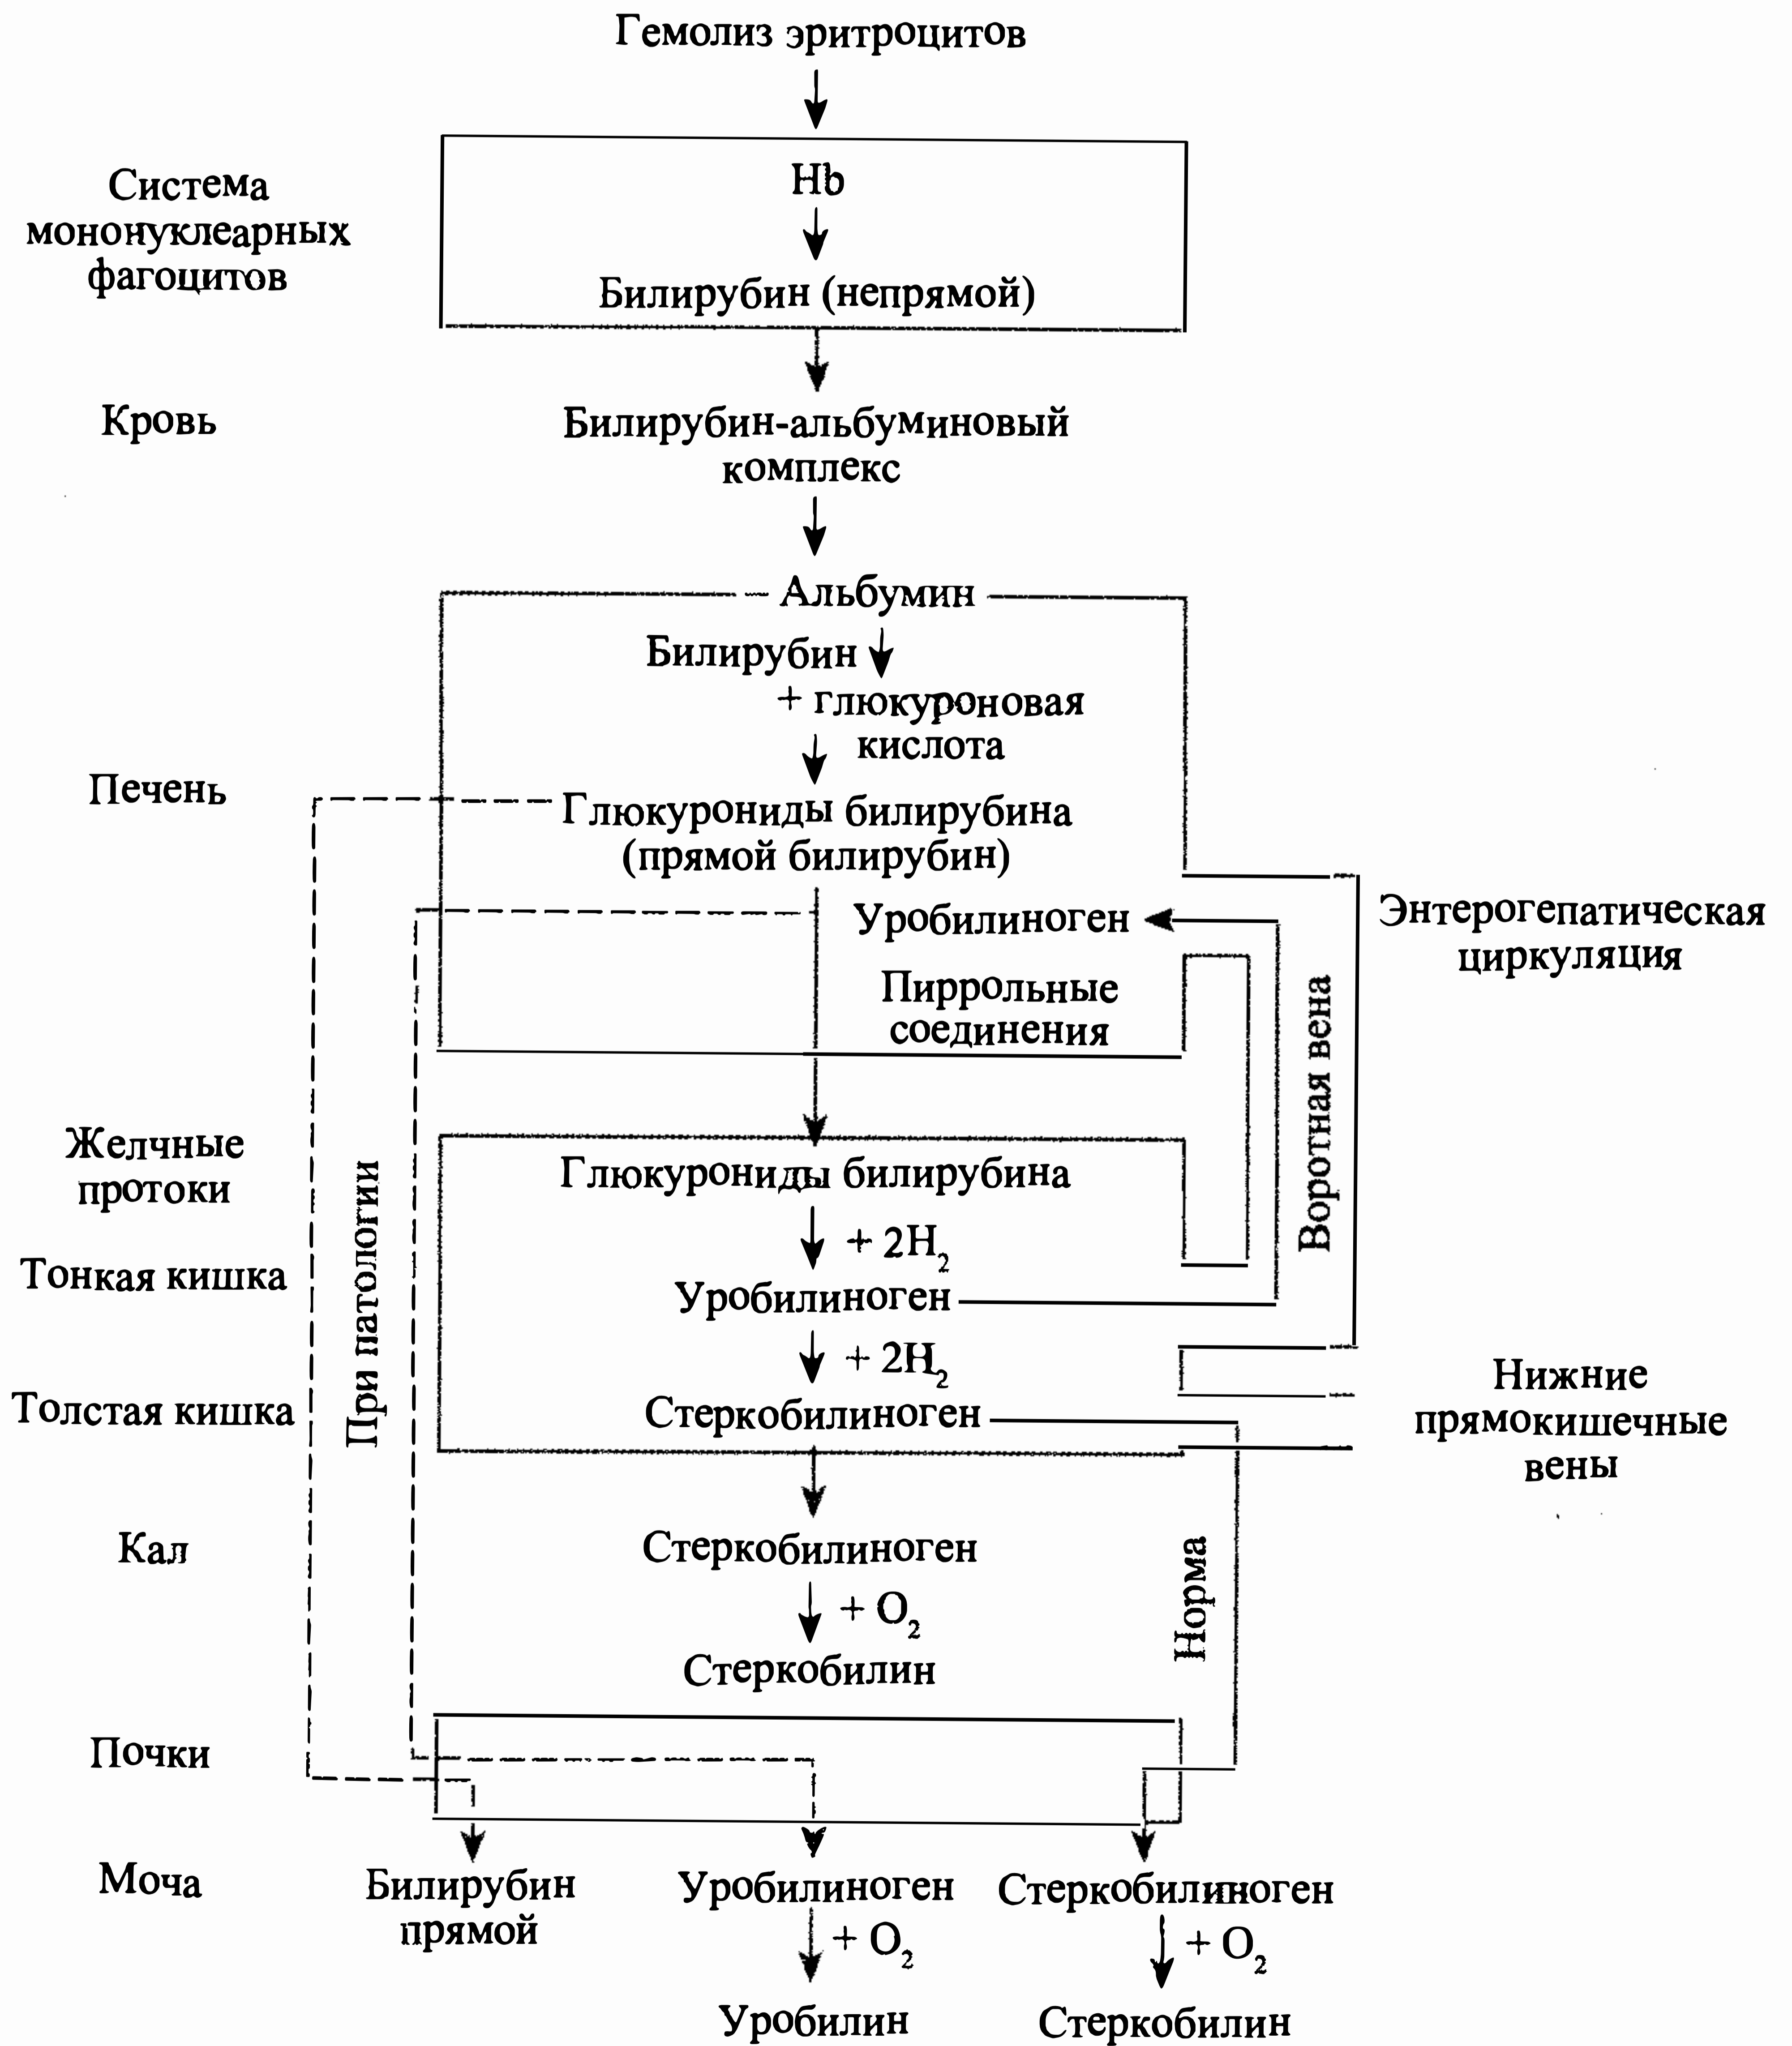 Гемолиз эритроцитов
Система
мононуклеарных
фагоцитов
Hb
Билирубин (непрямой)
Кровь
Билирубин-альбуминовый
комплекс
Альбумин
Билирубин
+ глюкуроновая
кислота
Печень
Глюкурониды билирубина
(прямой билирубин)
Уробилиноген
Энтерогепатическая
циркуляция
Пиррольные
соединения
Воротная вена
Желчные
протоки
Глюкурониды билирубина
+ 2H₂
При патологии
Тонкая кишка
Уробилиноген
+ 2H₂
Толстая кишка
Стеркобилиноген
Нижние
прямокишечные
вены
Кал
Стеркобилиноген
+ O₂
Норма
Стеркобилин
Почки
Моча
Билирубин
прямой
Уробилиноген
+ O₂
Уробилин
Стеркобилиноген
+ O₂
Стеркобилин